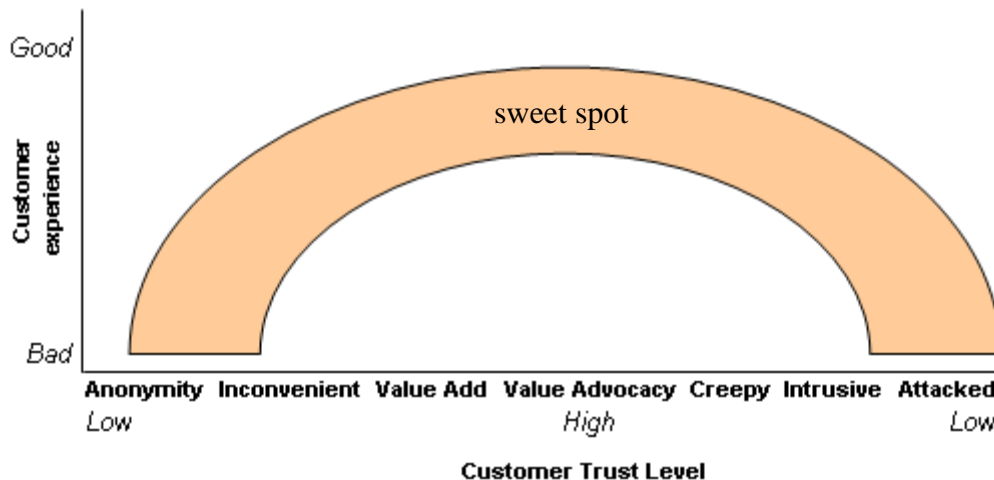 Good
sweet spot
Customer
experience
Bad
Anonymity Inconvenient Value Add Value Advocacy Creepy Intrusive Attacked
Low High Low
Customer Trust Level